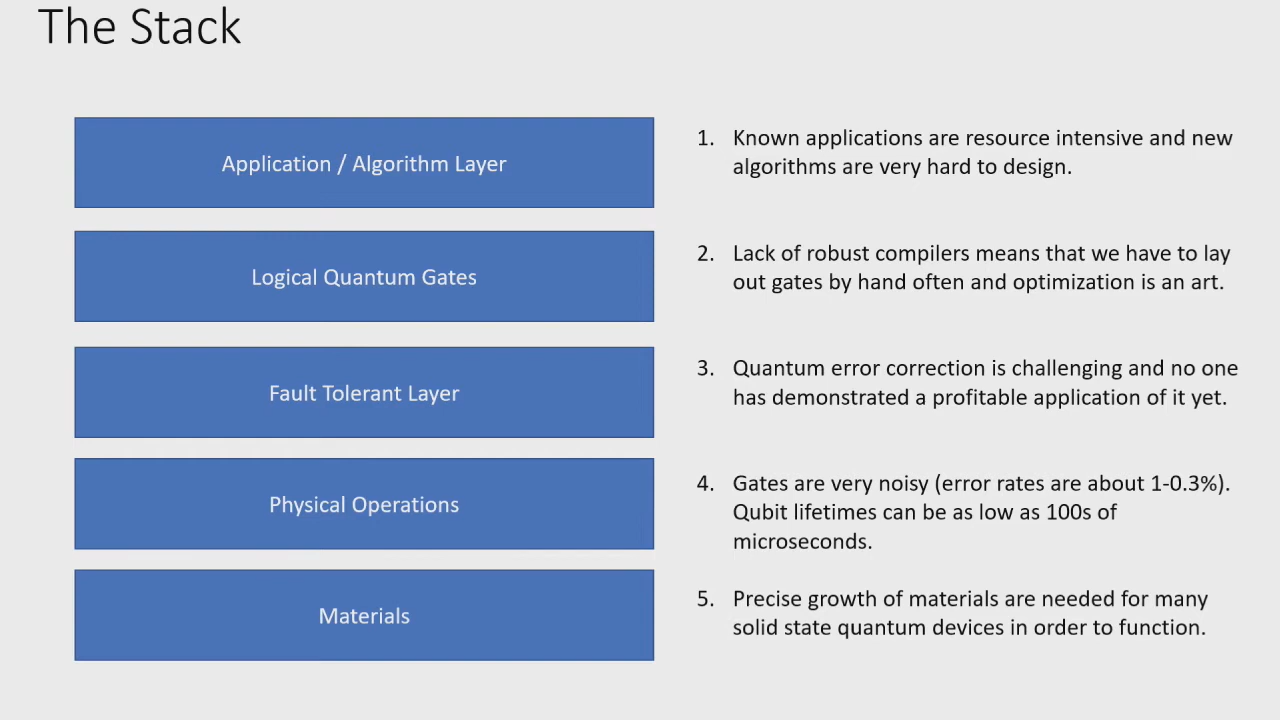 The Stack
Application / Algorithm Layer
1. Known applications are resource intensive and new
algorithms are very hard to design.
Logical Quantum Gates
2. Lack of robust compilers means that we have to lay
out gates by hand often and optimization is an art.
Fault Tolerant Layer
3. Quantum error correction is challenging and no one
has demonstrated a profitable application of it yet.
Physical Operations
4. Gates are very noisy (error rates are about 1-0.3%).
Qubit lifetimes can be as low as 100s of
microseconds.
Materials
5. Precise growth of materials are needed for many
solid state quantum devices in order to function.